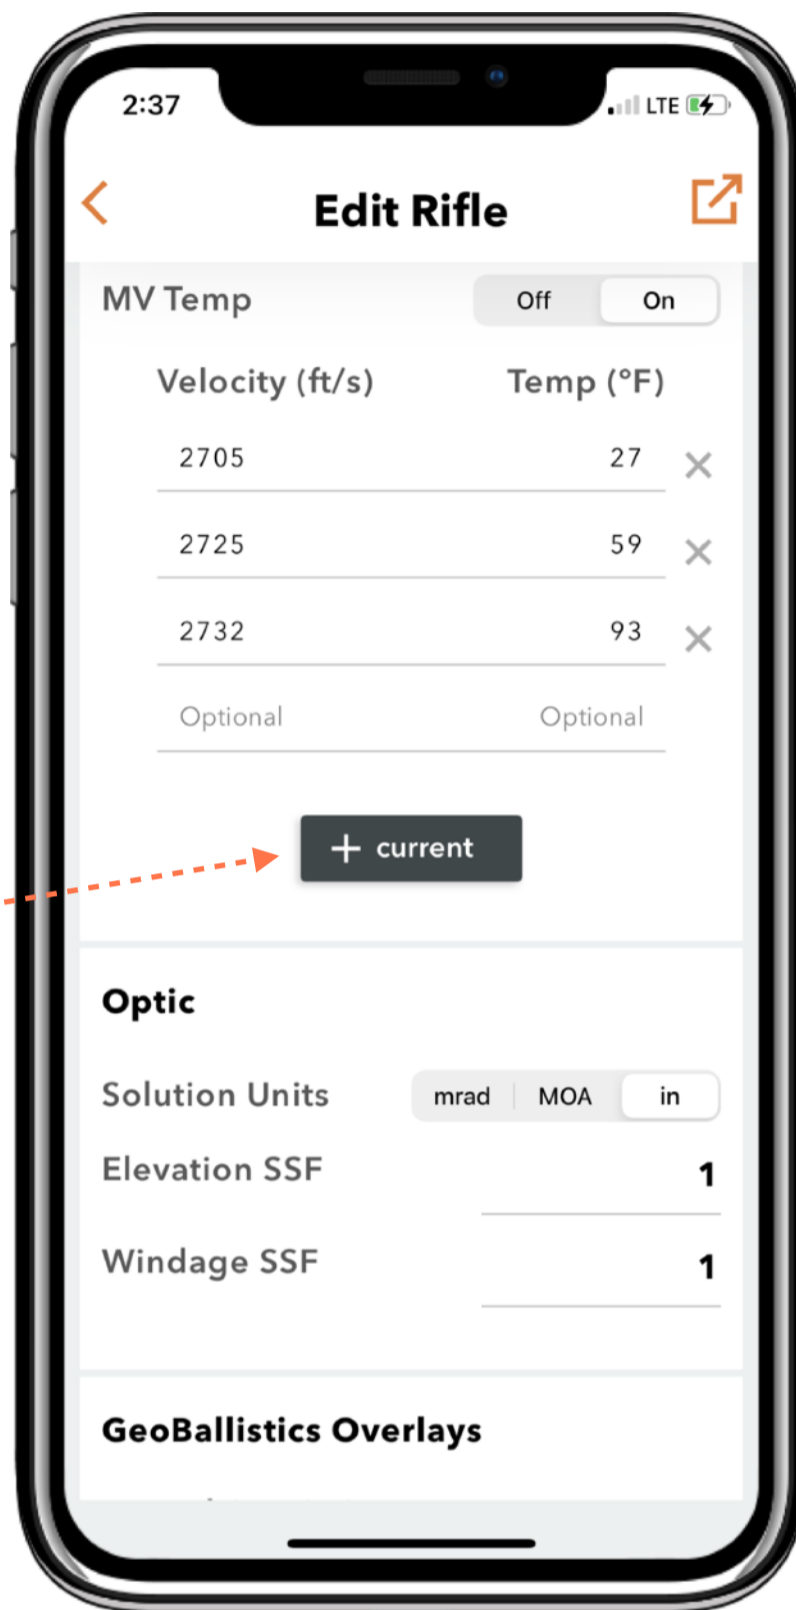 2:37 LTE
Edit Rifle
MV Temp Off On
Velocity (ft/s) Temp (°F)
2705 27
2725 59
2732 93
Optional Optional
+ current
Optic
Solution Units mrad MOA in
Elevation SSF 1
Windage SSF 1
GeoBallistics Overlays